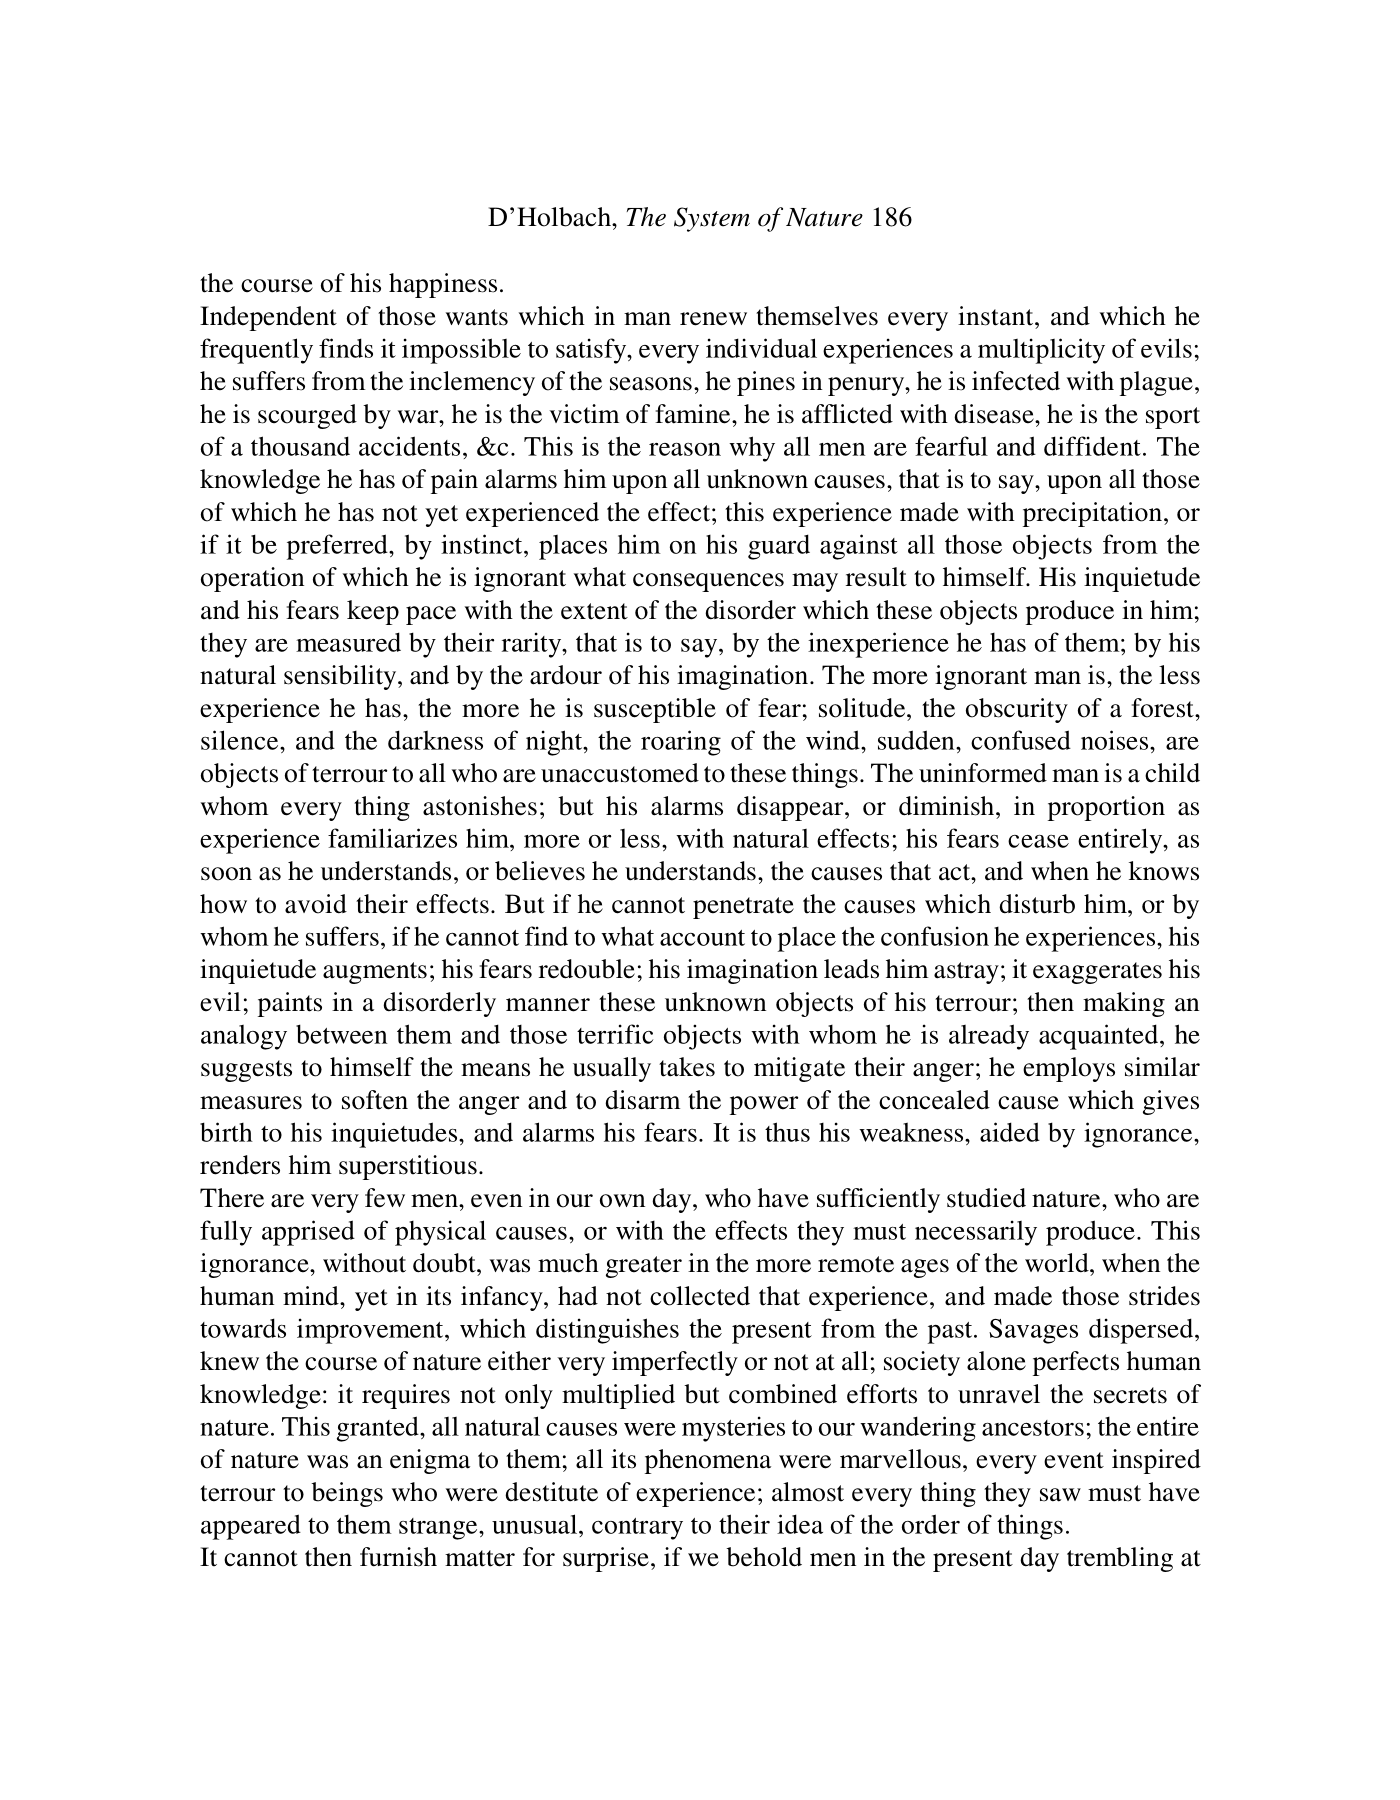 D’Holbach, The System of Nature 186
the course of his happiness.
Independent of those wants which in man renew themselves every instant, and which he
frequently finds it impossible to satisfy, every individual experiences a multiplicity of evils;
he suffers from the inclemency of the seasons, he pines in penury, he is infected with plague,
he is scourged by war, he is the victim of famine, he is afflicted with disease, he is the sport
of a thousand accidents, &c. This is the reason why all men are fearful and diffident. The
knowledge he has of pain alarms him upon all unknown causes, that is to say, upon all those
of which he has not yet experienced the effect; this experience made with precipitation, or
if it be preferred, by instinct, places him on his guard against all those objects from the
operation of which he is ignorant what consequences may result to himself. His inquietude
and his fears keep pace with the extent of the disorder which these objects produce in him;
they are measured by their rarity, that is to say, by the inexperience he has of them; by his
natural sensibility, and by the ardour of his imagination. The more ignorant man is, the less
experience he has, the more he is susceptible of fear; solitude, the obscurity of a forest,
silence, and the darkness of night, the roaring of the wind, sudden, confused noises, are
objects of terrour to all who are unaccustomed to these things. The uninformed man is a child
whom every thing astonishes; but his alarms disappear, or diminish, in proportion as
experience familiarizes him, more or less, with natural effects; his fears cease entirely, as
soon as he understands, or believes he understands, the causes that act, and when he knows
how to avoid their effects. But if he cannot penetrate the causes which disturb him, or by
whom he suffers, if he cannot find to what account to place the confusion he experiences, his
inquietude augments; his fears redouble; his imagination leads him astray; it exaggerates his
evil; paints in a disorderly manner these unknown objects of his terrour; then making an
analogy between them and those terrific objects with whom he is already acquainted, he
suggests to himself the means he usually takes to mitigate their anger; he employs similar
measures to soften the anger and to disarm the power of the concealed cause which gives
birth to his inquietudes, and alarms his fears. It is thus his weakness, aided by ignorance,
renders him superstitious.
There are very few men, even in our own day, who have sufficiently studied nature, who are
fully apprised of physical causes, or with the effects they must necessarily produce. This
ignorance, without doubt, was much greater in the more remote ages of the world, when the
human mind, yet in its infancy, had not collected that experience, and made those strides
towards improvement, which distinguishes the present from the past. Savages dispersed,
knew the course of nature either very imperfectly or not at all; society alone perfects human
knowledge: it requires not only multiplied but combined efforts to unravel the secrets of
nature. This granted, all natural causes were mysteries to our wandering ancestors; the entire
of nature was an enigma to them; all its phenomena were marvellous, every event inspired
terrour to beings who were destitute of experience; almost every thing they saw must have
appeared to them strange, unusual, contrary to their idea of the order of things.
It cannot then furnish matter for surprise, if we behold men in the present day trembling at